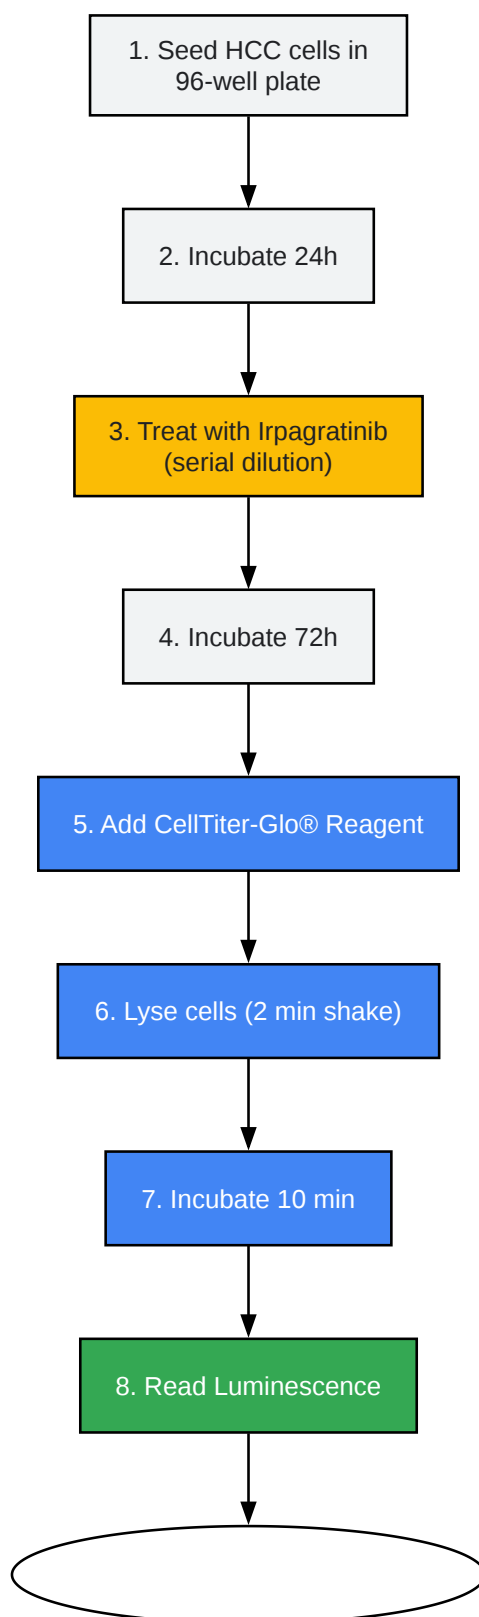 1. Seed HCC cells in
96-well plate
2. Incubate 24h
3. Treat with Irpagratinib
(serial dilution)
4. Incubate 72h
5. Add CellTiter-Glo® Reagent
6. Lyse cells (2 min shake)
7. Incubate 10 min
8. Read Luminescence